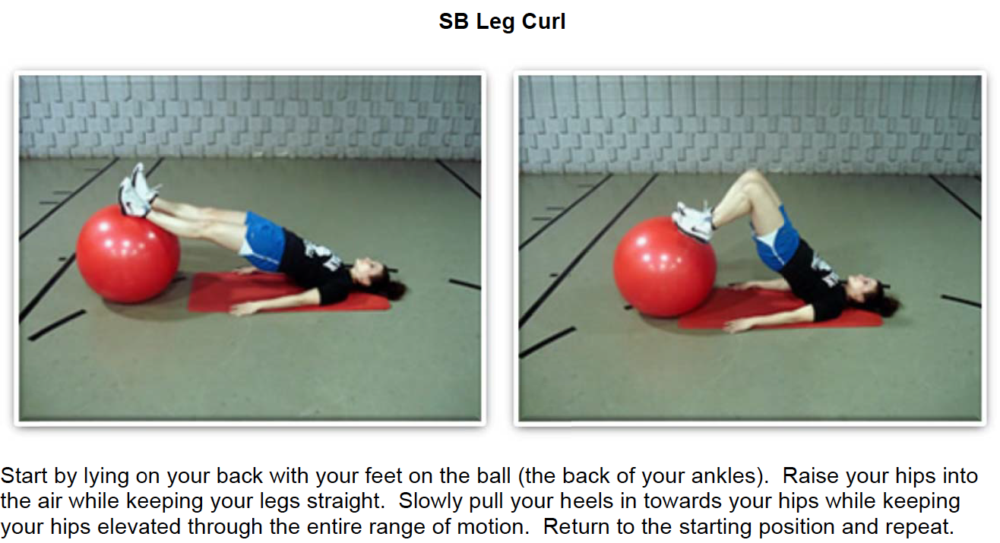 SB Leg Curl
Start by lying on your back with your feet on the ball (the back of your ankles).  Raise your hips into
the air while keeping your legs straight.  Slowly pull your heels in towards your hips while keeping
your hips elevated through the entire range of motion.  Return to the starting position and repeat.